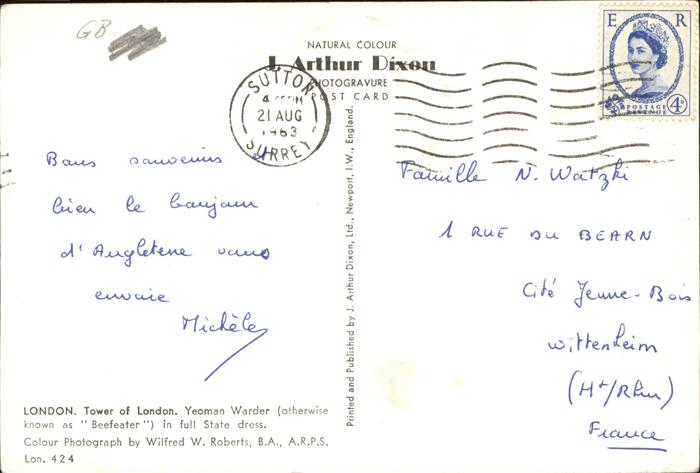 GB
NATURAL COLOUR
J. Arthur Dixon
PHOTOGRAVURE
POST CARD
E R
POSTAGE
REVENUE
4D
SUTTON
21 AUG
1963
SURREY
Bons souvenirs et
bien le bonjour
d'Angleterre vous
envoie
Michèle
Famille N. Watzki
1 RUE DU BEARN
Cité Jeune-Bois
Wittenheim
(Ht/Rhin)
France
Printed and Published by J. Arthur Dixon, Ltd., Newport, I.W., England.
LONDON. Tower of London. Yeoman Warder (otherwise
known as "Beefeater") in full State dress.
Colour Photograph by Wilfred W. Roberts, B.A., A.R.P.S.
Lon. 424